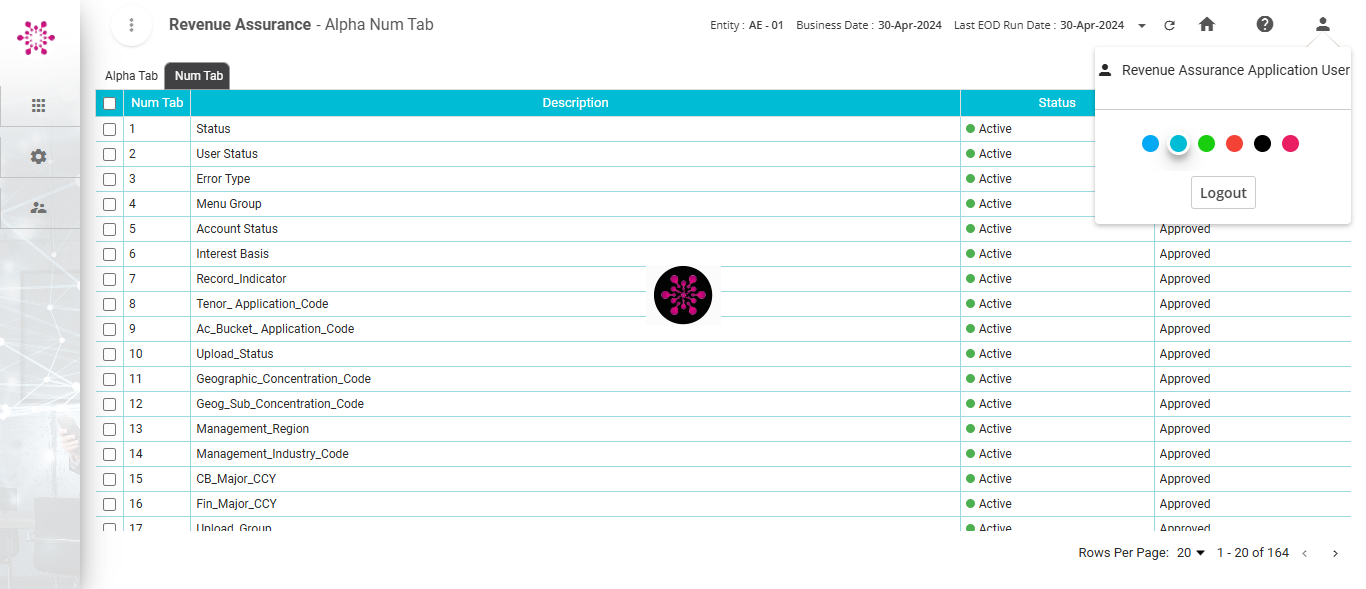 Revenue Assurance - Alpha Num Tab
Entity : AE - 01 Business Date : 30-Apr-2024 Last EOD Run Date : 30-Apr-2024
Revenue Assurance Application User
Logout
Alpha Tab Num Tab
Num Tab Description Status
1 Status Active
2 User Status Active
3 Error Type Active
4 Menu Group Active
5 Account Status Active Approved
6 Interest Basis Active Approved
7 Record_Indicator Active Approved
8 Tenor_ Application_Code Active Approved
9 Ac_Bucket_ Application_Code Active Approved
10 Upload_Status Active Approved
11 Geographic_Concentration_Code Active Approved
12 Geog_Sub_Concentration_Code Active Approved
13 Management_Region Active Approved
14 Management_Industry_Code Active Approved
15 CB_Major_CCY Active Approved
16 Fin_Major_CCY Active Approved
17 Upload_Group Active Approved
Rows Per Page: 20 1 - 20 of 164